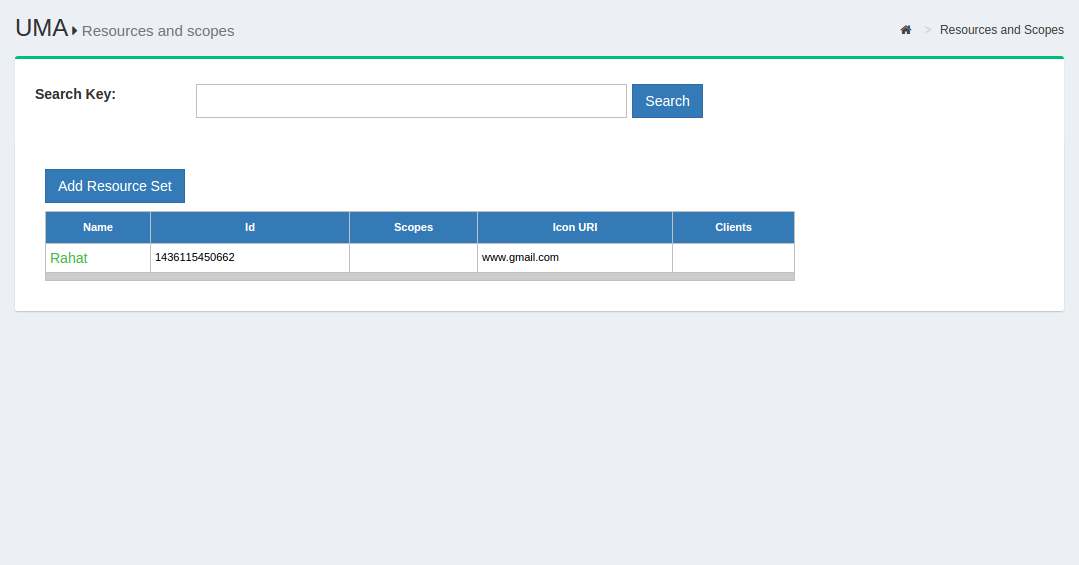 UMA Resources and scopes
> Resources and Scopes
Search Key:
Search
Add Resource Set
Name Id Scopes Icon URI Clients
Rahat 1436115450662 www.gmail.com